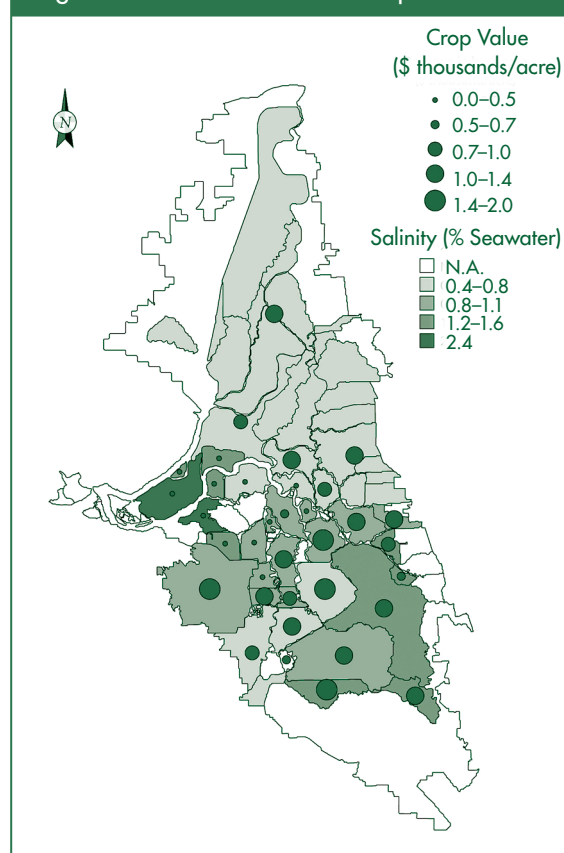 Crop Value
($ thousands/acre)
0.0–0.5
0.5–0.7
0.7–1.0
1.0–1.4
1.4–2.0
Salinity (% Seawater)
N.A.
0.4–0.8
0.8–1.1
1.2–1.6
2.4
N